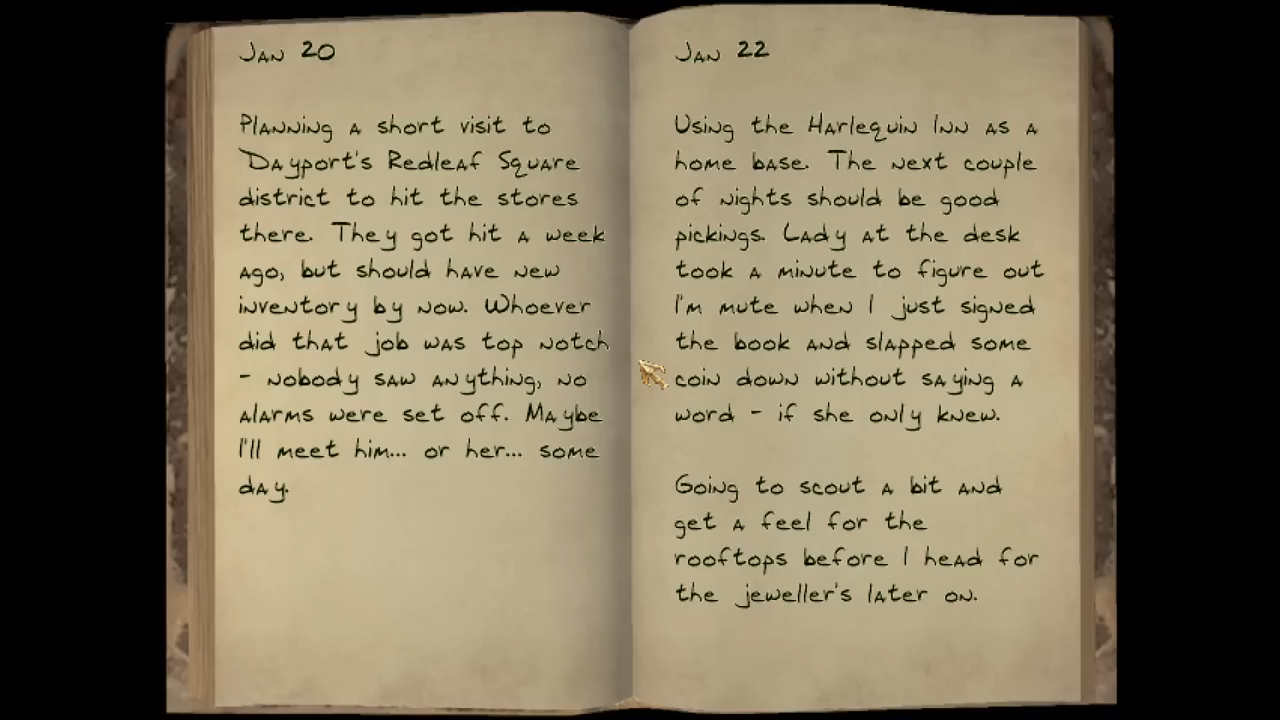 Jan 20
Planning a short visit to
Dayport's Redleaf Square
district to hit the stores
there. They got hit a week
ago, but should have new
inventory by now. Whoever
did that job was top notch
- nobody saw anything, no
alarms were set off. Maybe
I'll meet him... or her... some
day.
Jan 22
Using the Harlequin Inn as a
home base. The next couple
of nights should be good
pickings. Lady at the desk
took a minute to figure out
I'm mute when I just signed
the book and slapped some
coin down without saying a
word - if she only knew.
Going to scout a bit and
get a feel for the
rooftops before I head for
the jeweller's later on.